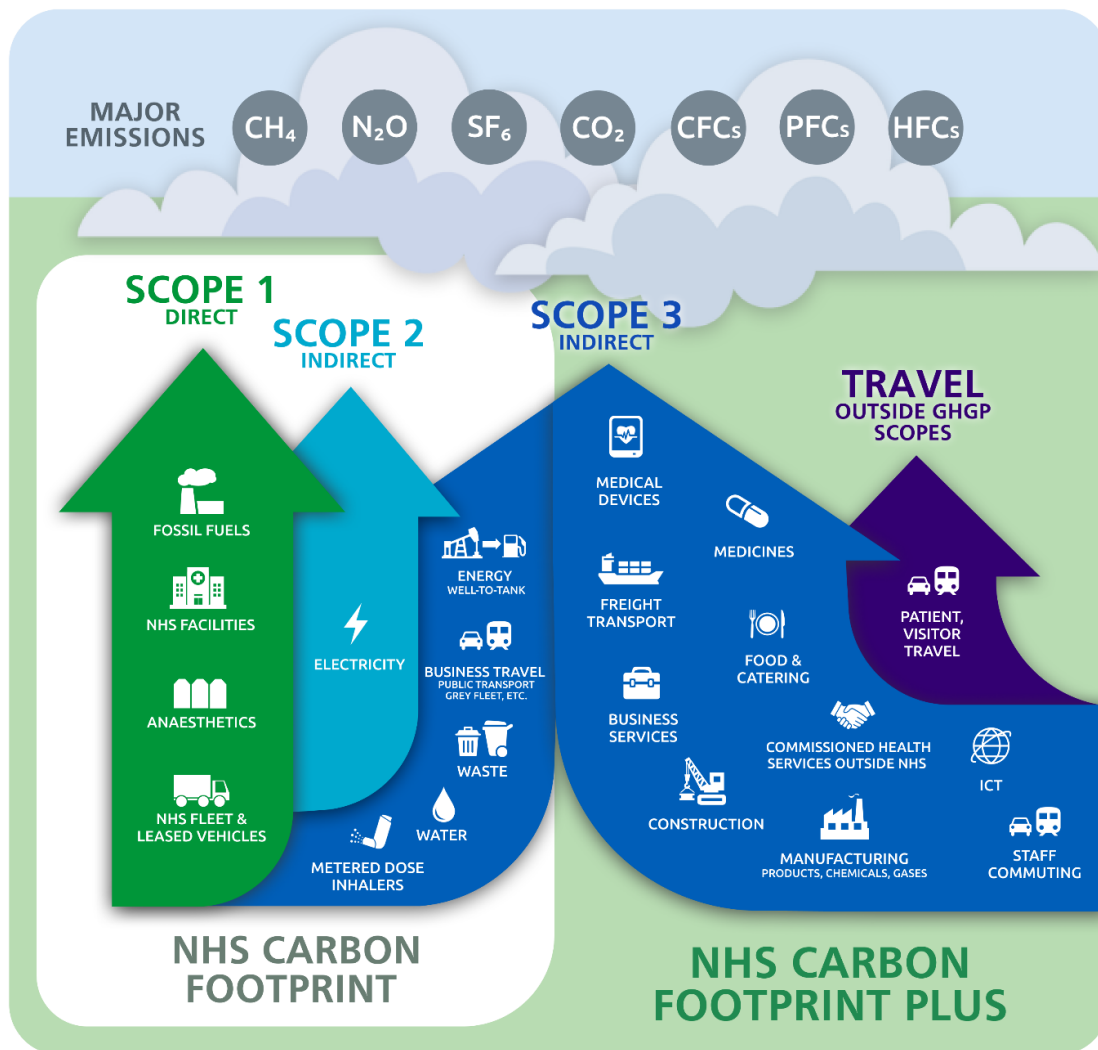 MAJOR
EMISSIONS
CH₄
N₂O
SF₆
CO₂
CFCs
PFCs
HFCs
SCOPE 1
DIRECT
FOSSIL FUELS
NHS FACILITIES
ANAESTHETICS
NHS FLEET &
LEASED VEHICLES
SCOPE 2
INDIRECT
ELECTRICITY
SCOPE 3
INDIRECT
ENERGY
WELL-TO-TANK
BUSINESS TRAVEL
PUBLIC TRANSPORT
GREY FLEET, ETC.
WASTE
WATER
METERED DOSE
INHALERS
MEDICAL
DEVICES
MEDICINES
FREIGHT
TRANSPORT
FOOD &
CATERING
BUSINESS
SERVICES
COMMISSIONED HEALTH
SERVICES OUTSIDE NHS
ICT
CONSTRUCTION
MANUFACTURING
PRODUCTS, CHEMICALS, GASES
STAFF
COMMUTING
TRAVEL
OUTSIDE GHGP
SCOPES
PATIENT,
VISITOR
TRAVEL
NHS CARBON
FOOTPRINT
NHS CARBON
FOOTPRINT PLUS